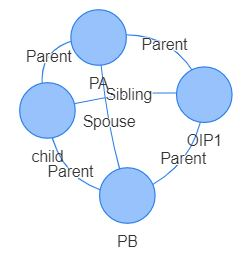 Parent
Parent
PA
Sibling
Spouse
OIP1
child
Parent
Parent
PB